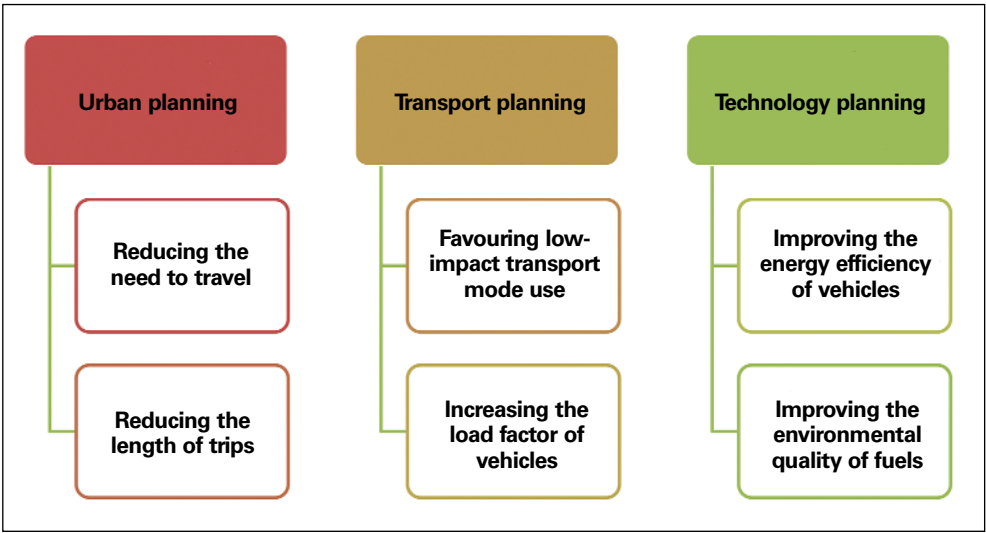 Urban planning
Reducing the
need to travel
Reducing the
length of trips
Transport planning
Favouring low-
impact transport
mode use
Increasing the
load factor of
vehicles
Technology planning
Improving the
energy efficiency
of vehicles
Improving the
environmental
quality of fuels